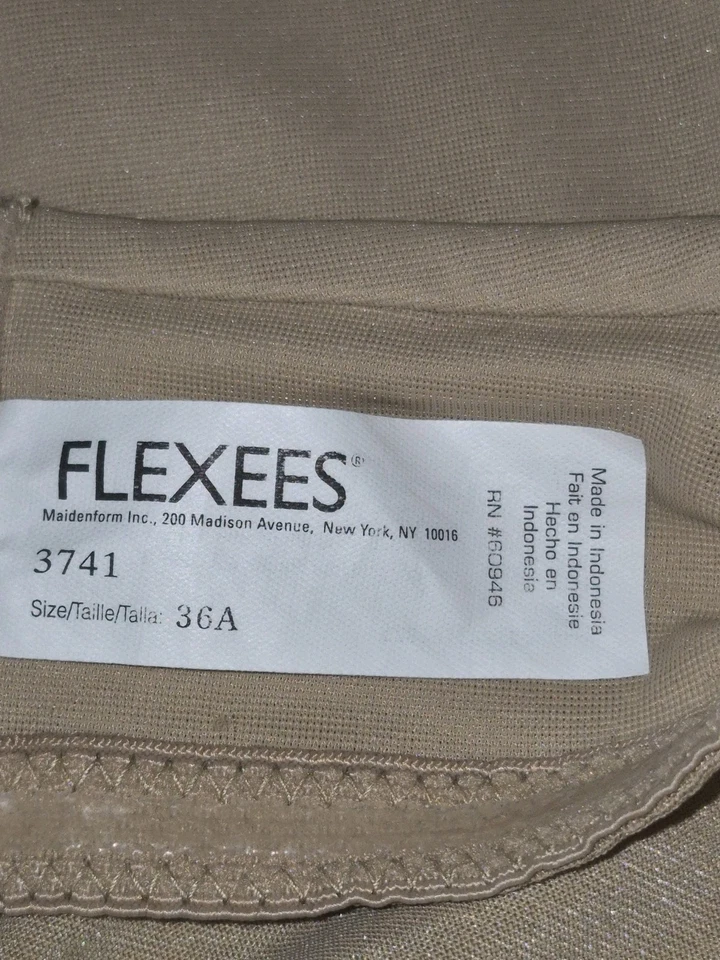 FLEXEES®
Maidenform Inc., 200 Madison Avenue, New York, NY 10016
3741
Size/Taille/Talla: 36A
Made in Indonesia
Fait en Indonesie
Hecho en
Indonesia
RN #60946